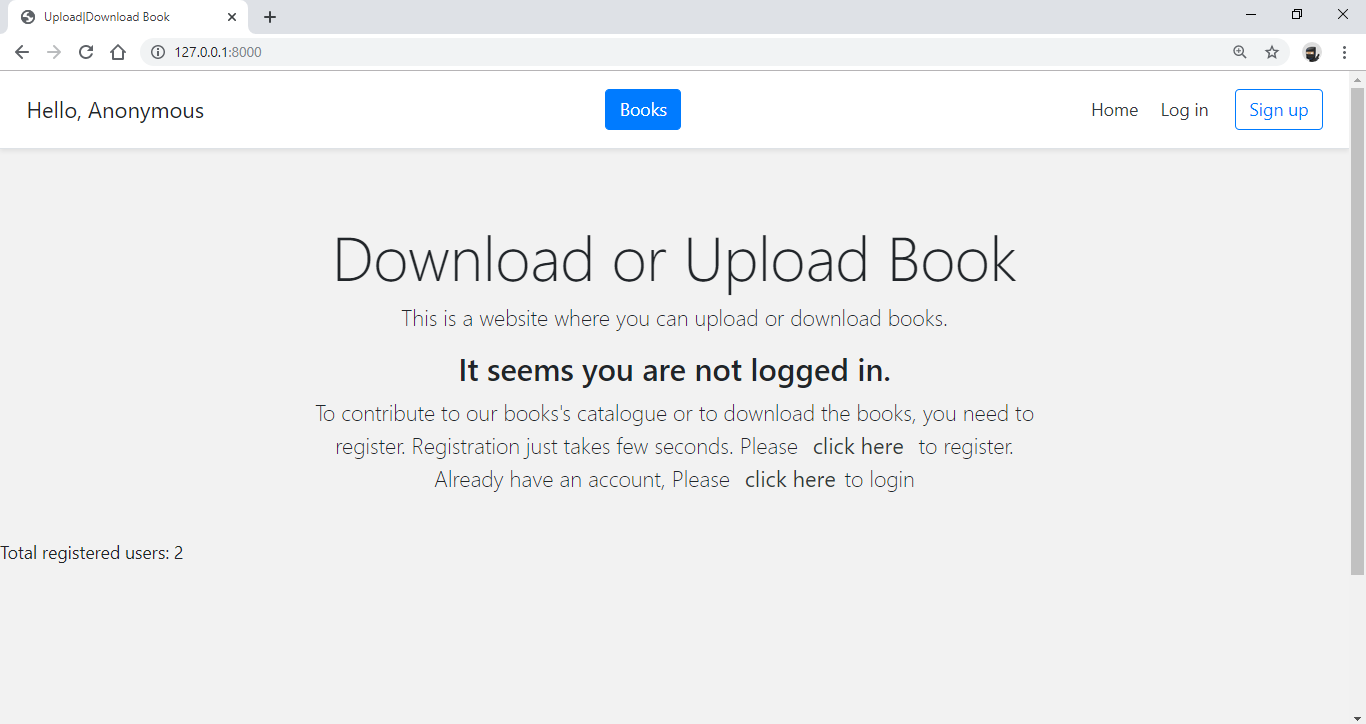 Upload|Download Book
127.0.0.1:8000
Hello, Anonymous
Books
Home
Log in
Sign up
Download or Upload Book
This is a website where you can upload or download books.
It seems you are not logged in.
To contribute to our books's catalogue or to download the books, you need to
register. Registration just takes few seconds. Please click here to register.
Already have an account, Please click here to login
Total registered users: 2